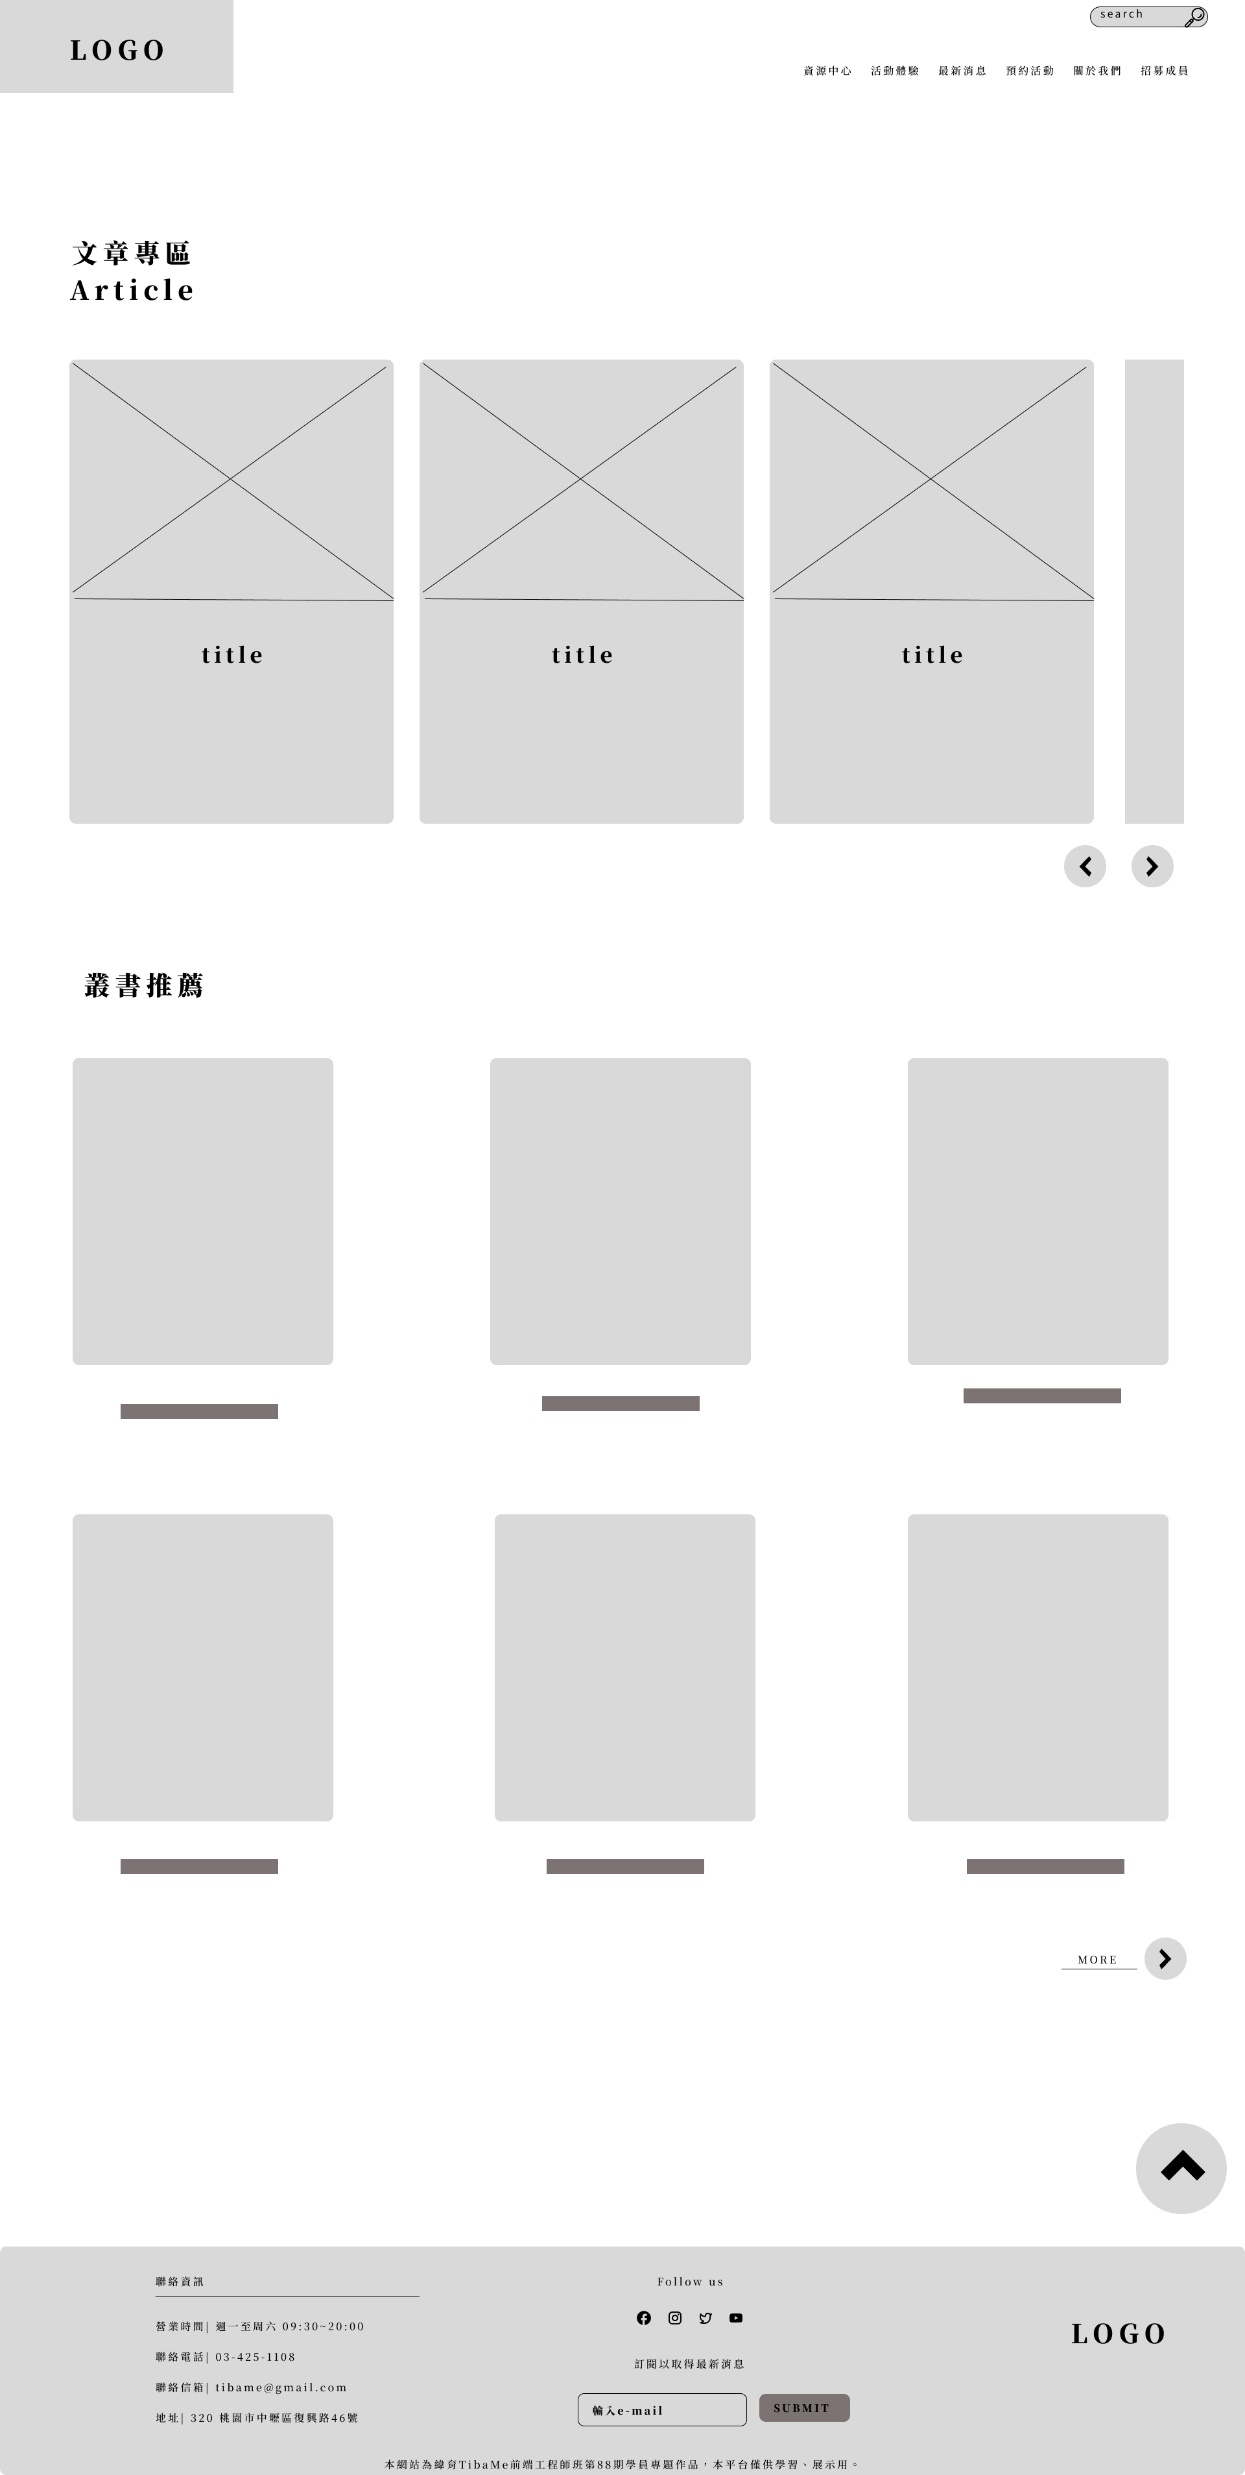 LOGO
search
資源中心 活動體驗 最新消息 預約活動 關於我們 招募成員
文章專區
Article
title title title
叢書推薦
MORE
聯絡資訊
營業時間| 週一至周六 09:30~20:00
聯絡電話| 03-425-1108
聯絡信箱| tibame@gmail.com
地址| 320 桃園市中壢區復興路46號
Follow us
訂閱以取得最新消息
輸入e-mail SUBMIT
LOGO
本網站為緯育TibaMe前端工程師班第88期學員專題作品，本平台僅供學習、展示用。